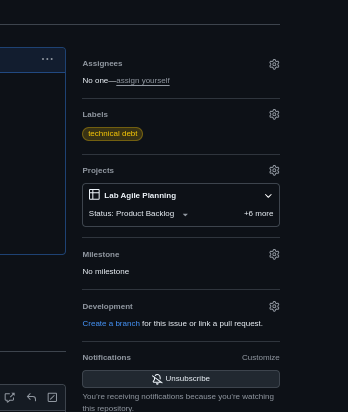 Assignees
No one—assign yourself
Labels
technical debt
Projects
Lab Agile Planning
Status: Product Backlog +6 more
Milestone
No milestone
Development
Create a branch for this issue or link a pull request.
Notifications Customize
Unsubscribe
You're receiving notifications because you're watching
this repository.